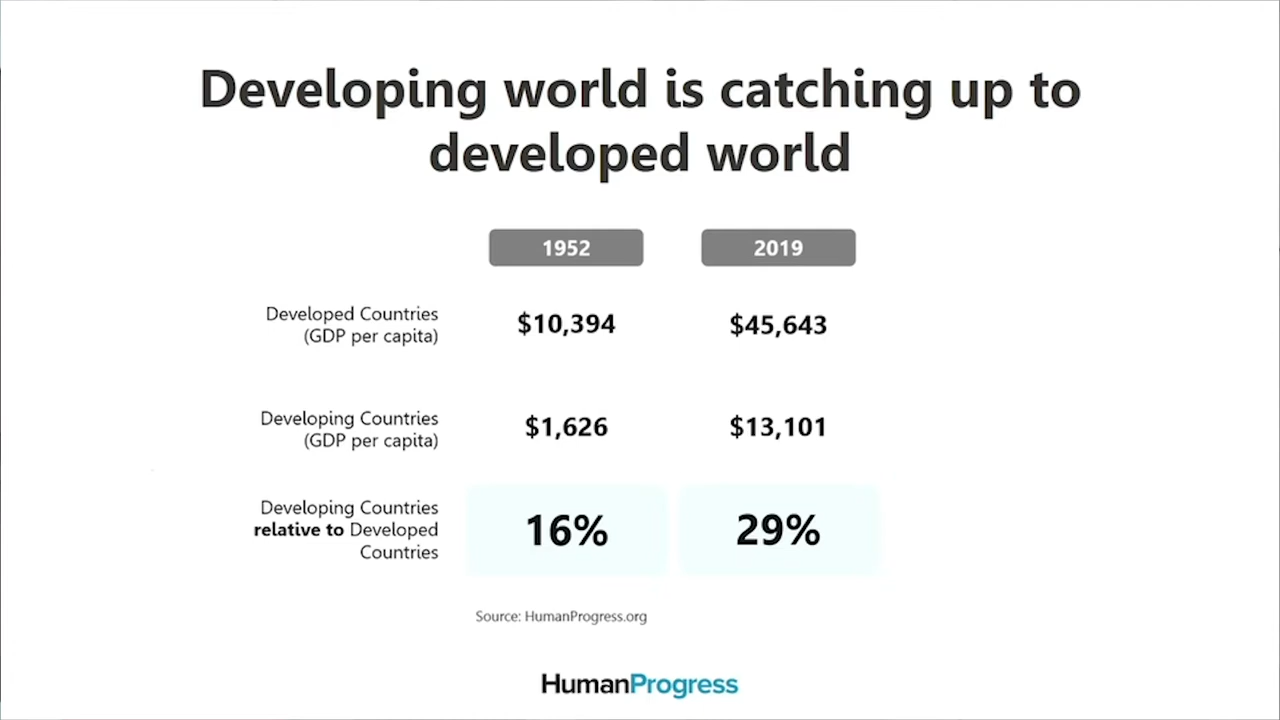 Developing world is catching up to
developed world
1952 2019
Developed Countries
(GDP per capita)
$10,394 $45,643
Developing Countries
(GDP per capita)
$1,626 $13,101
Developing Countries
relative to Developed
Countries
16% 29%
Source: HumanProgress.org
HumanProgress